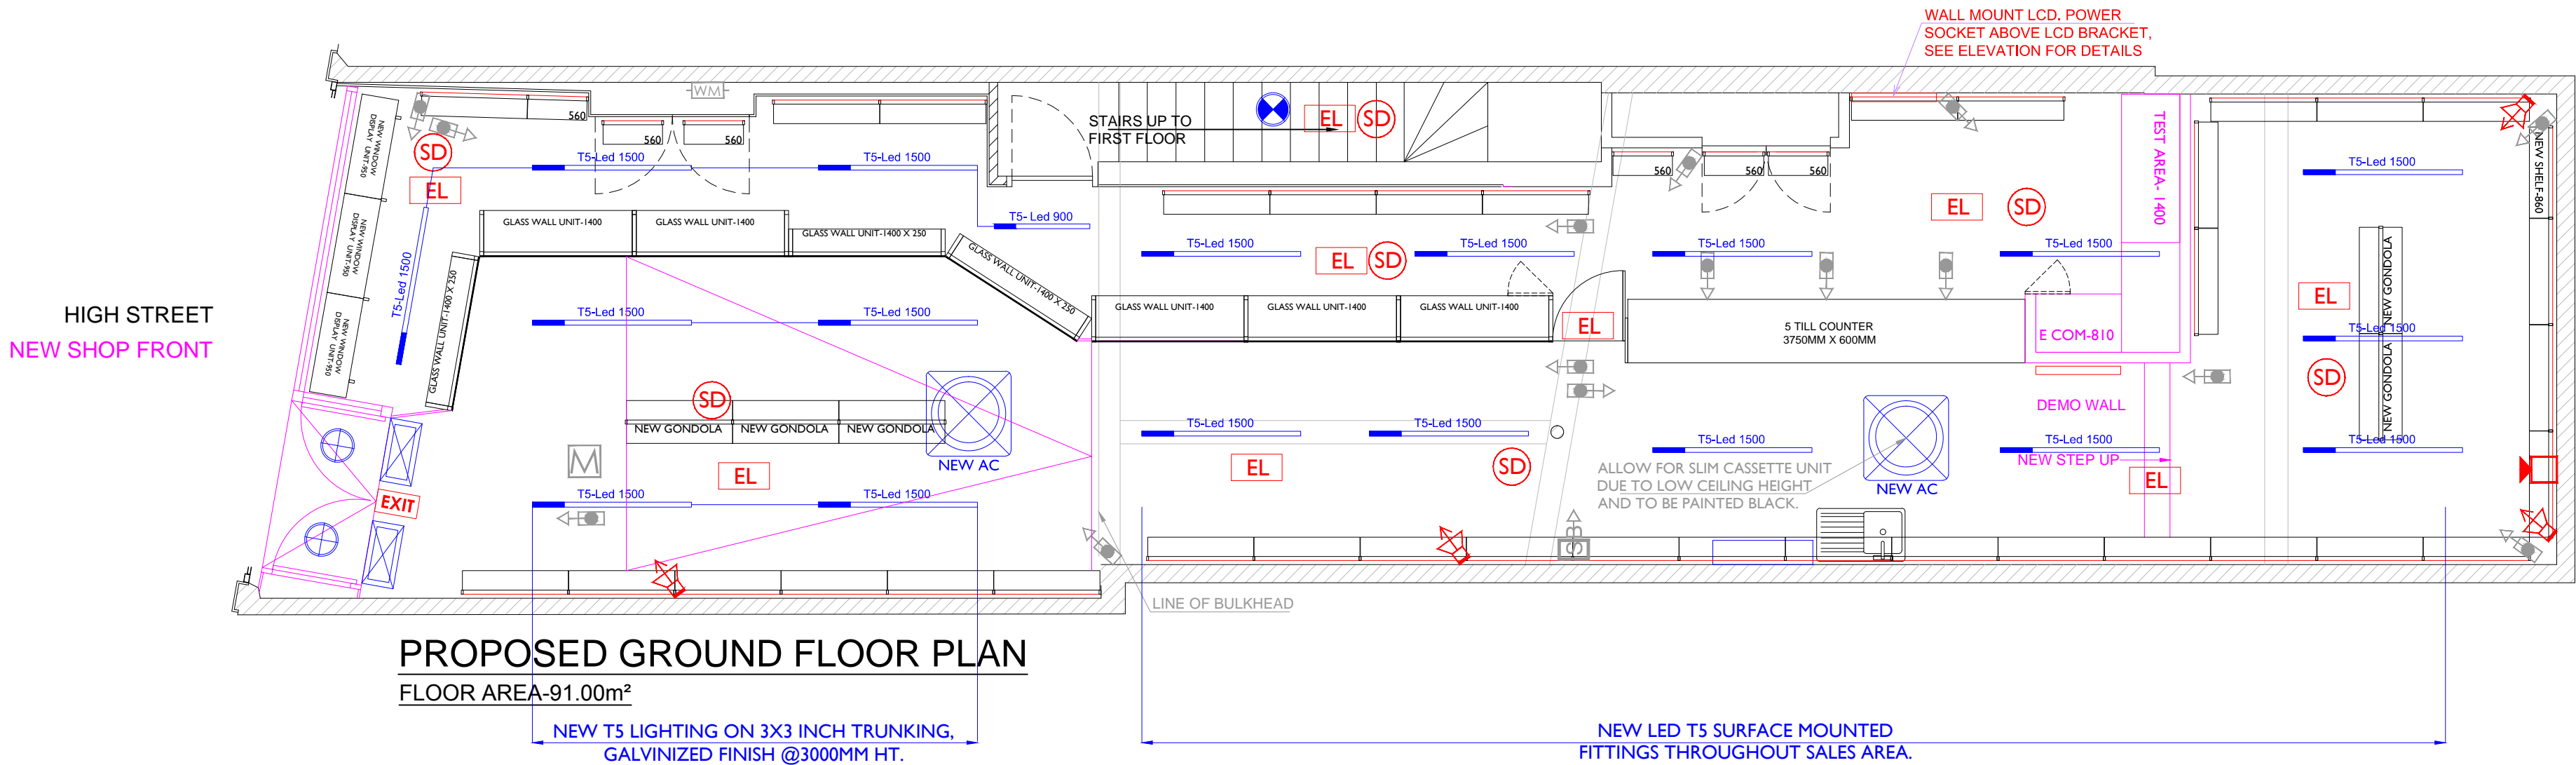 WALL MOUNT LCD. POWER
SOCKET ABOVE LCD BRACKET,
SEE ELEVATION FOR DETAILS
WM
560
560
560
STAIRS UP TO
FIRST FLOOR
EL
SD
560
560
560
TEST AREA- 1400
NEW SHELF-860
SD
EL
T5-Led 1500
T5-Led 1500
T5- Led 900
T5-Led 1500
NEW WINDOW
DISPLAY UNIT-950
NEW WINDOW
DISPLAY UNIT-950
NEW WINDOW
DISPLAY UNIT-950
GLASS WALL UNIT-1400
GLASS WALL UNIT-1400
GLASS WALL UNIT-1400 X 250
GLASS WALL UNIT-1400 X 250
GLASS WALL UNIT-1400 X 250
T5-Led 1500
EL
SD
T5-Led 1500
T5-Led 1500
T5-Led 1500
EL
SD
T5-Led 1500
T5-Led 1500
HIGH STREET
NEW SHOP FRONT
T5-Led 1500
T5-Led 1500
GLASS WALL UNIT-1400
GLASS WALL UNIT-1400
GLASS WALL UNIT-1400
EL
5 TILL COUNTER
3750MM X 600MM
E COM-810
EL
NEW GONDOLA
NEW GONDOLA
T5-Led 1500
SD
SD
NEW GONDOLA
NEW GONDOLA
NEW GONDOLA
NEW AC
M
EL
T5-Led 1500
T5-Led 1500
EXIT
T5-Led 1500
T5-Led 1500
EL
SD
DEMO WALL
T5-Led 1500
T5-Led 1500
T5-Led 1500
NEW STEP UP
EL
ALLOW FOR SLIM CASSETTE UNIT
DUE TO LOW CEILING HEIGHT
AND TO BE PAINTED BLACK.
NEW AC
SB
LINE OF BULKHEAD
PROPOSED GROUND FLOOR PLAN
FLOOR AREA-91.00m²
NEW T5 LIGHTING ON 3X3 INCH TRUNKING,
GALVINIZED FINISH @3000MM HT.
NEW LED T5 SURFACE MOUNTED
FITTINGS THROUGHOUT SALES AREA.